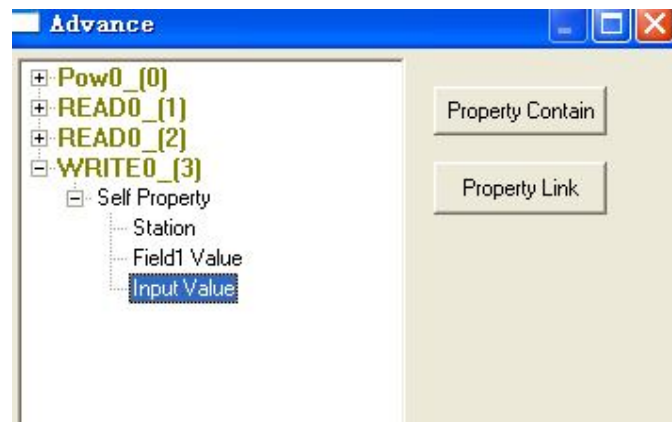 Advance
Pow0_(0)
READ0_(1)
READ0_(2)
WRITE0_(3)
Self Property
Station
Field1 Value
Input Value
Property Contain
Property Link